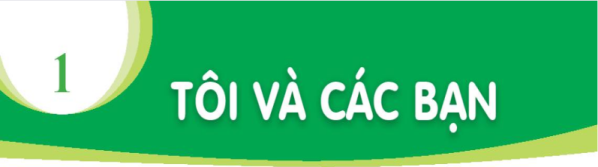 1
TÔI VÀ CÁC BẠN